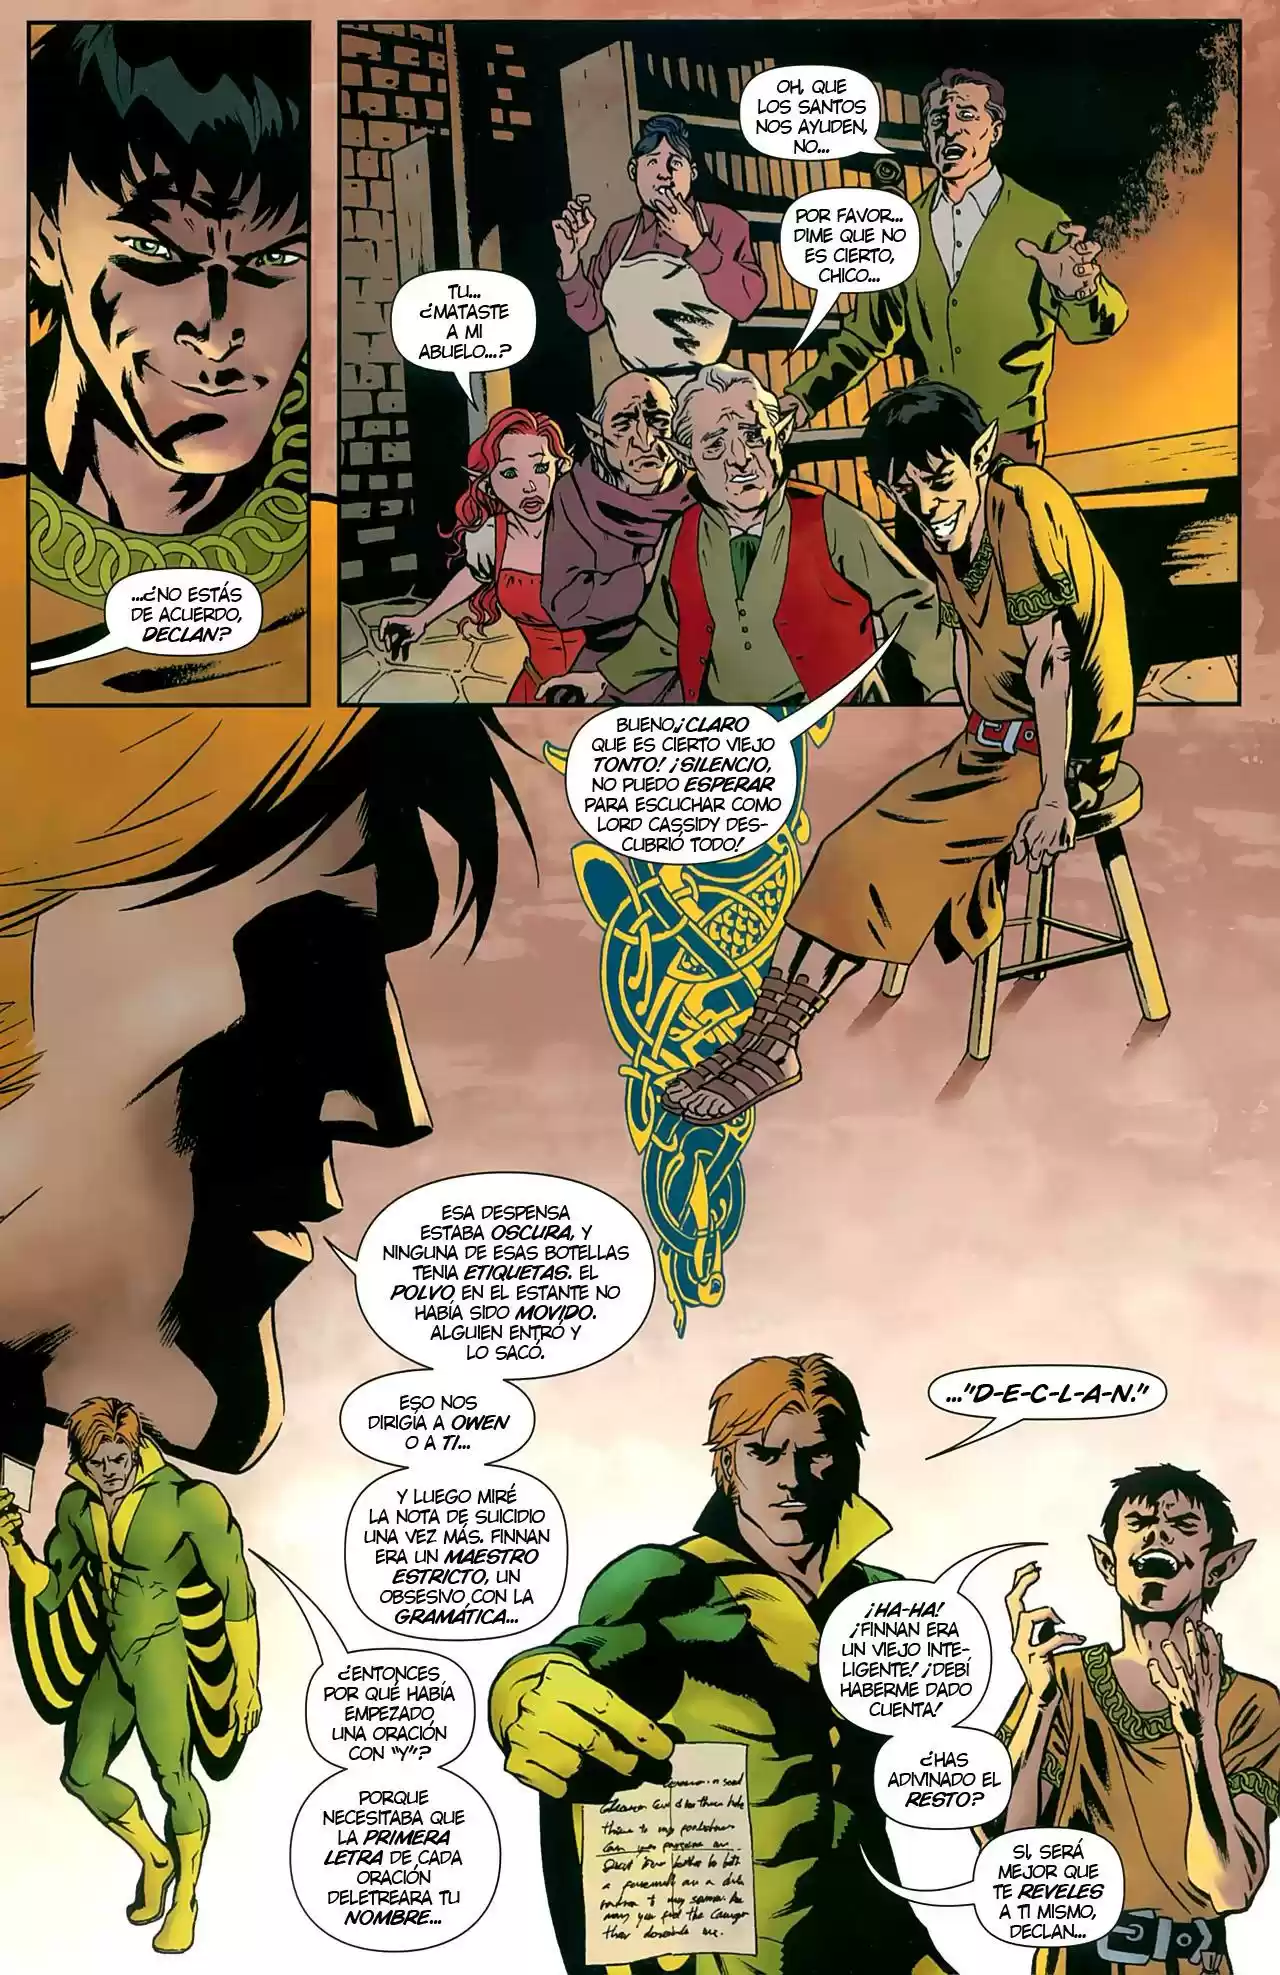 ...¿NO ESTÁS
DE ACUERDO,
DECLAN?
OH, QUE
LOS SANTOS
NOS AYUDEN,
NO...
POR FAVOR...
DIME QUE NO
ES CIERTO,
CHICO...
TU...
¿MATASTE
A MI
ABUELO...?
BUENO,¡CLARO
QUE ES CIERTO VIEJO
TONTO! ¡SILENCIO,
NO PUEDO ESPERAR
PARA ESCUCHAR COMO
LORD CASSIDY DES-
CUBRIÓ TODO!
ESA DESPENSA
ESTABA OSCURA, Y
NINGUNA DE ESAS BOTELLAS
TENIA ETIQUETAS. EL
POLVO EN EL ESTANTE NO
HABÍA SIDO MOVIDO.
ALGUIEN ENTRÓ Y
LO SACÓ.
ESO NOS
DIRIGÍA A OWEN
O A TI...
Y LUEGO MIRÉ
LA NOTA DE SUICIDIO
UNA VEZ MÁS. FINNAN
ERA UN MAESTRO
ESTRICTO, UN
OBSESIVO CON LA
GRAMÁTICA...
¿ENTONCES
POR QUÉ HABÍA
EMPEZADO
UNA ORACIÓN
CON "Y"?
PORQUE
NECESITABA QUE
LA PRIMERA
LETRA DE CADA
ORACIÓN
DELETREARA TU
NOMBRE...
..."D-E-C-L-A-N."
¡HA-HA!
¡FINNAN ERA
UN VIEJO INTE-
LIGENTE! ¡DEBÍ
HABERME DADO
CUENTA!
¿HAS
ADIVINADO EL
RESTO?
SI, SERÁ
MEJOR QUE
TE REVELES
A TI MISMO,
DECLAN...